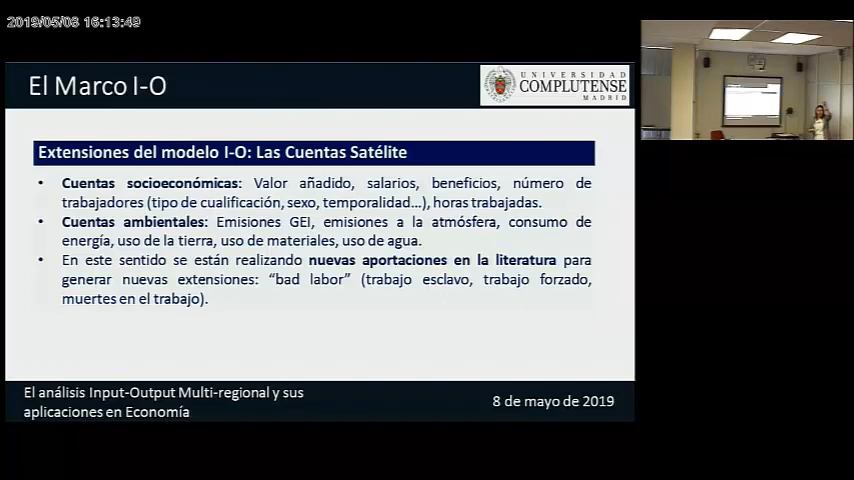 2019/05/08 16:13:49
El Marco I-O
UNIVERSIDAD
COMPLUTENSE
MADRID
Extensiones del modelo I-O: Las Cuentas Satélite
• Cuentas socioeconómicas: Valor añadido, salarios, beneficios, número de
trabajadores (tipo de cualificación, sexo, temporalidad...), horas trabajadas.
• Cuentas ambientales: Emisiones GEI, emisiones a la atmósfera, consumo de
energía, uso de la tierra, uso de materiales, uso de agua.
• En este sentido se están realizando nuevas aportaciones en la literatura para
generar nuevas extensiones: “bad labor” (trabajo esclavo, trabajo forzado,
muertes en el trabajo).
El análisis Input-Output Multi-regional y sus
aplicaciones en Economía
8 de mayo de 2019